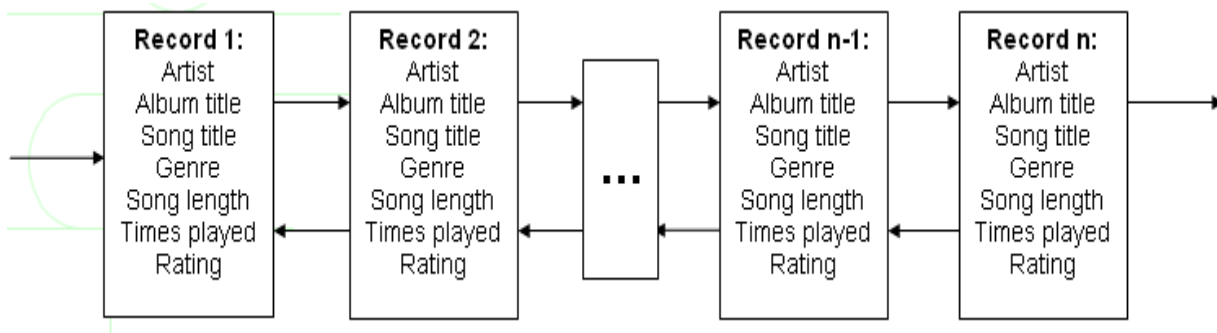 Record 1:
Artist
Album title
Song title
Genre
Song length
Times played
Rating
Record 2:
Artist
Album title
Song title
Genre
Song length
Times played
Rating
...
Record n-1:
Artist
Album title
Song title
Genre
Song length
Times played
Rating
Record n:
Artist
Album title
Song title
Genre
Song length
Times played
Rating